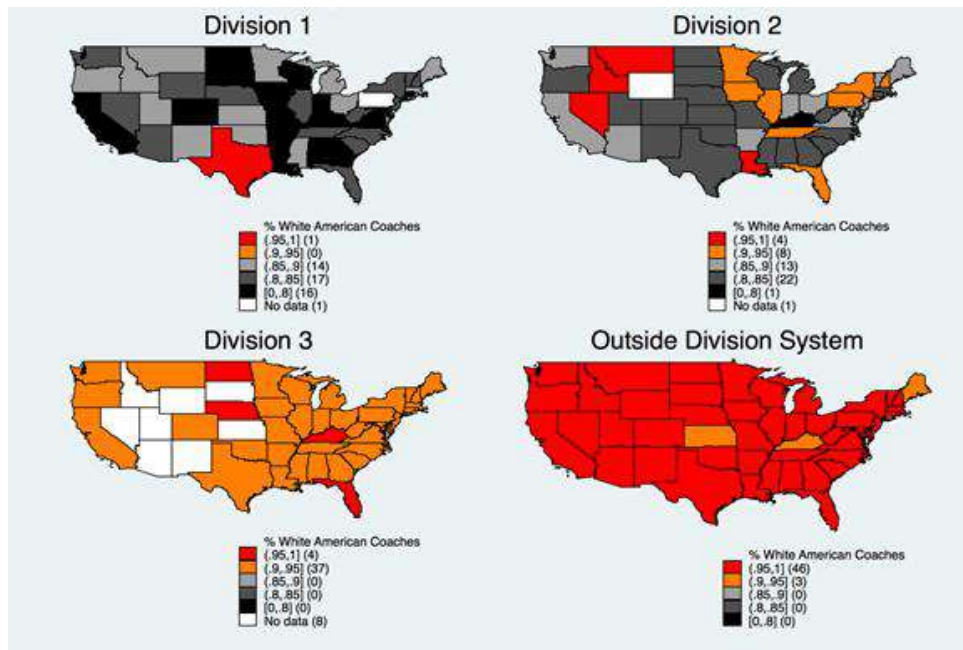 Division 1
% White American Coaches
(.95,1] (1)
(.9,.95] (0)
(.85,.9] (14)
(.8,.85] (17)
[0,.8] (16)
No data (1)
Division 2
% White American Coaches
(.95,1] (4)
(.9,.95] (8)
(.85,.9] (13)
(.8,.85] (22)
[0,.8] (1)
No data (1)
Division 3
% White American Coaches
(.95,1] (4)
(.9,.95] (37)
(.85,.9] (0)
(.8,.85] (0)
[0,.8] (0)
No data (8)
Outside Division System
% White American Coaches
(.95,1] (46)
(.9,.95] (3)
(.85,.9] (0)
(.8,.85] (0)
[0,.8] (0)